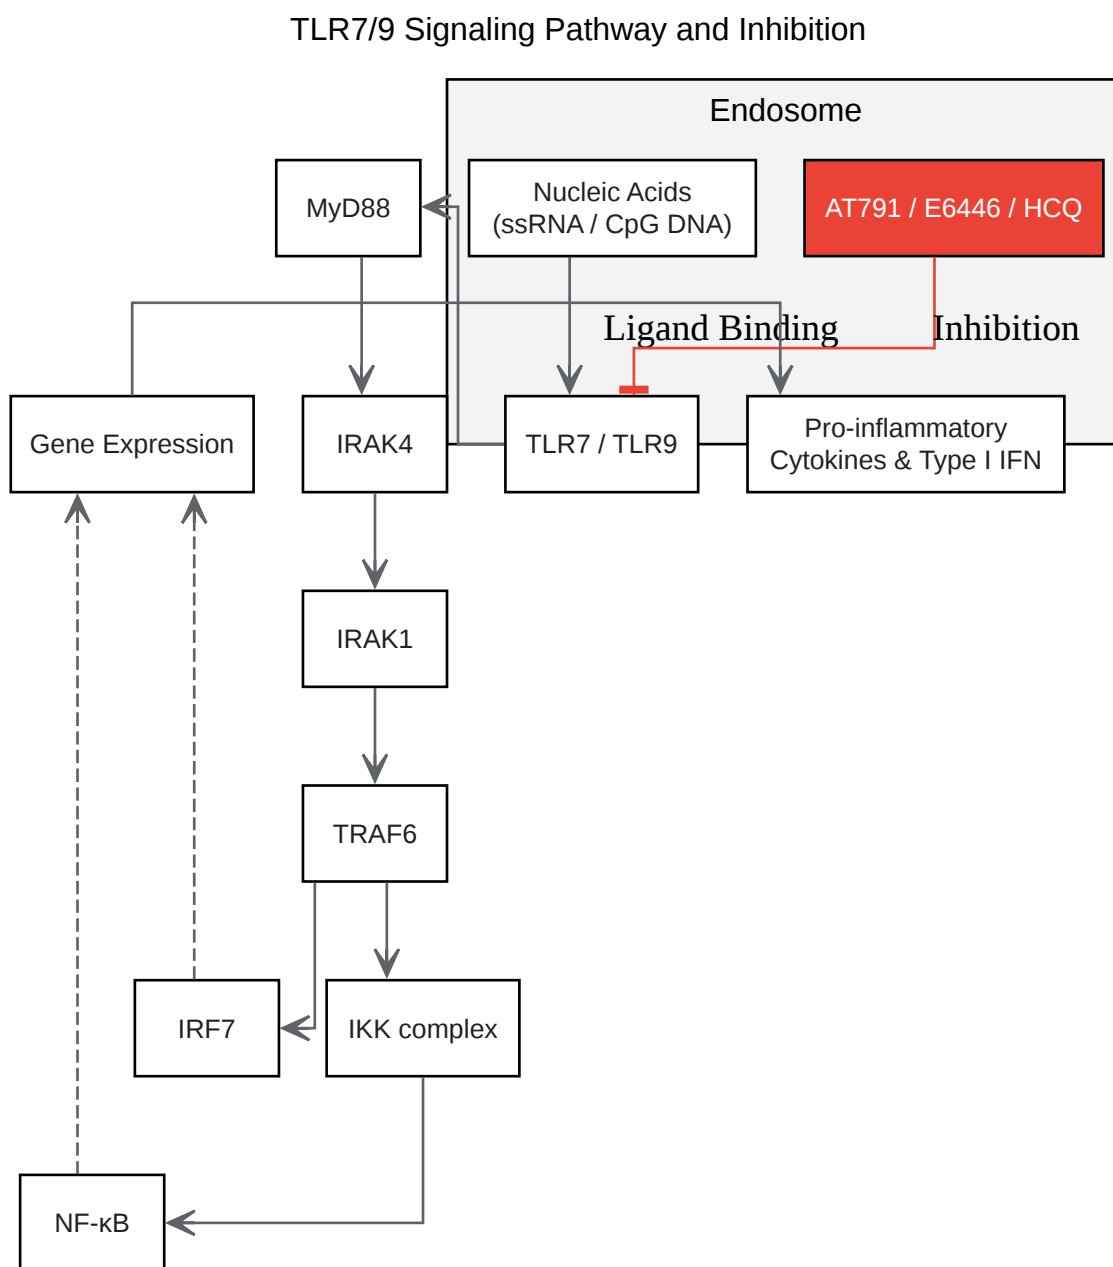 TLR7/9 Signaling Pathway and Inhibition
Endosome
MyD88
Nucleic Acids
(ssRNA / CpG DNA)
AT791 / E6446 / HCQ
Ligand Binding
Inhibition
Gene Expression
IRAK4
TLR7 / TLR9
Pro-inflammatory
Cytokines & Type I IFN
IRAK1
TRAF6
IRF7
IKK complex
NF-κB